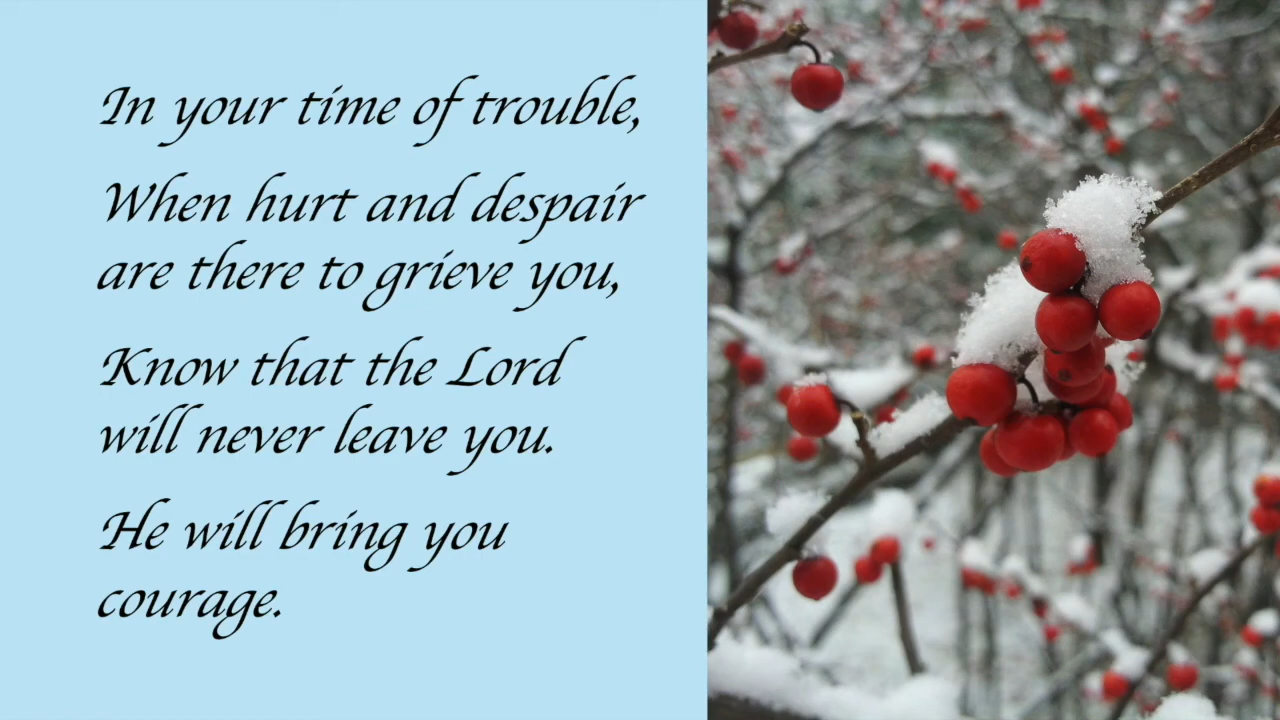 In your time of trouble,
When hurt and despair
are there to grieve you,
Know that the Lord
will never leave you.
He will bring you
courage.